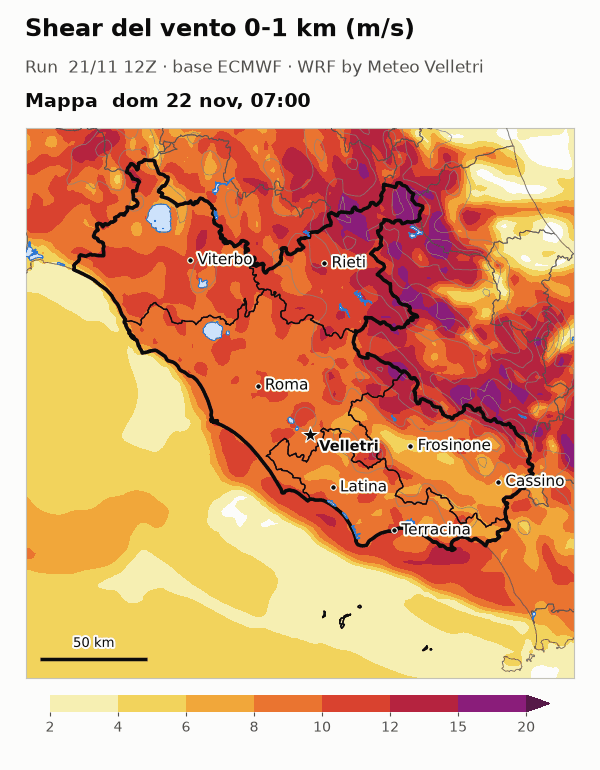 Shear del vento 0-1 km (m/s)
Run 21/11 12Z · base ECMWF · WRF by Meteo Velletri
Mappa dom 22 nov, 07:00
Viterbo
Rieti
Roma
Velletri
Frosinone
Latina
Cassino
Terracina
50 km
2 4 6 8 10 12 15 20